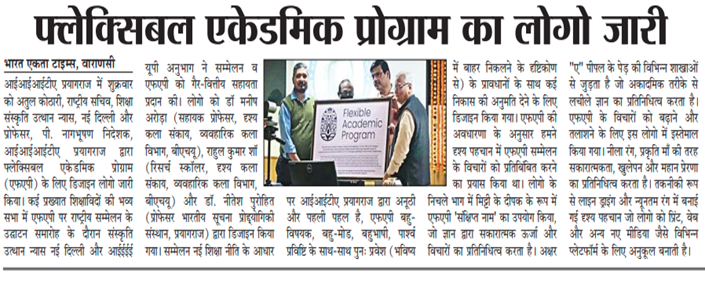 फ्लेक्सिबल एकेडमिक प्रोग्राम का लोगो जारी
भारत एकता टाइम्स, वाराणसी
आईआईआईटीए प्रयागराज में शुक्रवार
को अतुल कोठारी, राष्ट्रीय सचिव, शिक्षा
संस्कृति उत्थान न्यास, नई दिल्ली और
प्रोफेसर, पी. नागभूषण निदेशक,
आईआईआईटीए प्रयागराज द्वारा
फ्लेक्सिबल एकेडमिक प्रोग्राम
(एफएपी) के लिए डिजाइन लोगो जारी
किया। कई प्रख्यात शिक्षाविदों की भव्य
सभा में एफएपी पर राष्ट्रीय सम्मेलन के
उद्घाटन समारोह के दौरान संस्कृति
उत्थान न्यास नई दिल्ली और आईईईई
यूपी अनुभाग ने सम्मेलन व
एफएपी को गैर-वित्तीय सहायता
प्रदान की। लोगो को डॉ मनीष
अरोड़ा (सहायक प्रोफेसर, दृश्य
कला संकाय, व्यवहारिक कला
विभाग, बीएचयू), राहुल कुमार शॉ
(रिसर्च स्कॉलर, दृश्य कला
संकाय, व्यवहारिक कला विभाग,
बीएचयू) और डॉ. नीतेश पुरोहित
(प्रोफेसर भारतीय सूचना प्रोद्द्योगिकी
संस्थान, प्रयागराज) द्वारा डिजाइन किया
गया। सम्मेलन नई शिक्षा नीति के आधार
Flexible
Academic
Program
पर आईआईआईटीए प्रयागराज द्वारा अनूठी
और पहली पहल है, एफएपी बहु-
विषयक, बहु-मोड, बहुभाषी, पार्श्व
प्रविष्टि के साथ-साथ पुनः प्रवेश (भविष्य
में बाहर निकलने के दृष्टिकोण
से) के प्रावधानों के साथ कई
निकास की अनुमति देने के लिए
डिजाइन किया गया। एफएपी की
अवधारणा के अनुसार हमने
दृश्य पहचान में एफएपी सम्मेलन
के विचारों को प्रतिबिंबित करने
का प्रयास किया था। लोगो के
निचले भाग में मिट्टी के दीपक के रूप में
एफएपी 'संक्षिप्त नाम' का उपयोग किया,
जो ज्ञान द्वारा सकारात्मक ऊर्जा और
विचारों का प्रतिनिधित्व करता है। अक्षर
"ए" पीपल के पेड़ की विभिन्न शाखाओं
से जुड़ता है जो अकादमिक तरीके से
लचीले ज्ञान का प्रतिनिधित्व करता है।
एफएपी के विचारों को बढ़ाने और
तलाशने के लिए इस लोगो में इस्तेमाल
किया गया। नीला रंग, प्रकृति माँ की तरह
सकारात्मकता, खुलेपन और महान प्रेरणा
का प्रतिनिधित्व करता है। तकनीकी रूप
से लाइन ड्राइंग और न्यूनतम रंग में बनाई
गई दृश्य पहचान जो लोगो को प्रिंट, वेब
और अन्य नए मीडिया जैसे विभिन्न
प्लेटफॉर्म के लिए अनुकूल बनाती है।